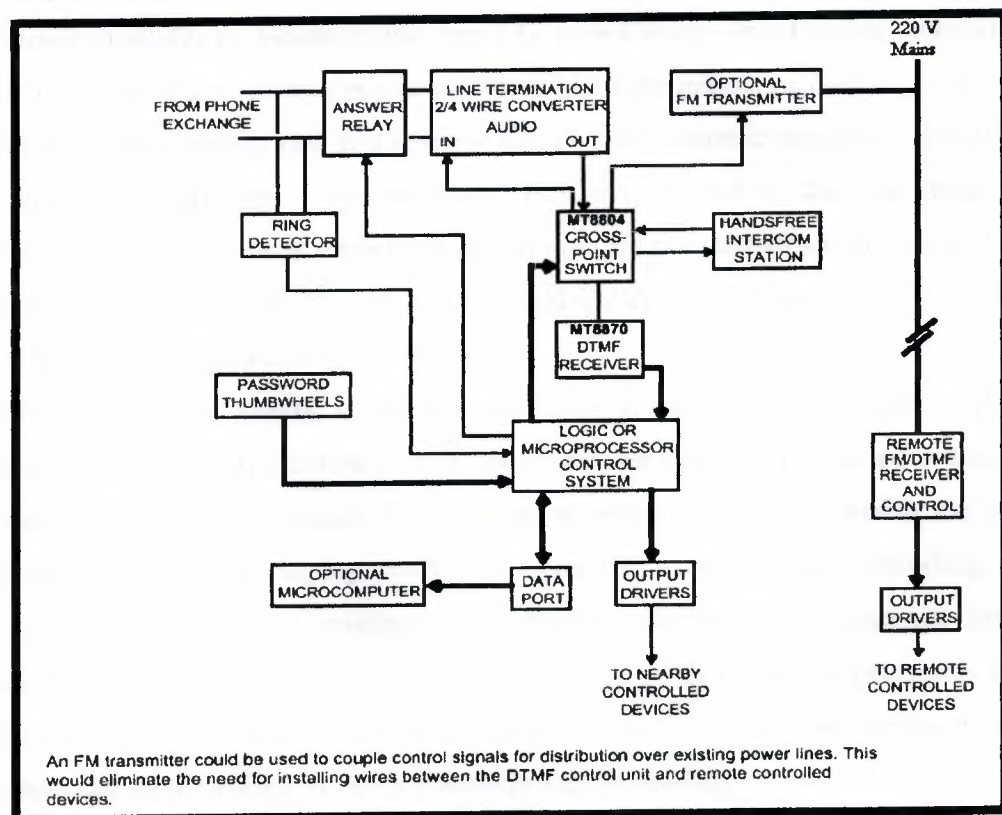 220 V
Mains
FROM PHONE
EXCHANGE
ANSWER
RELAY
LINE TERMINATION
2/4 WIRE CONVERTER
AUDIO
IN
OUT
OPTIONAL
FM TRANSMITTER
RING
DETECTOR
MT8804
CROSS-
POINT
SWITCH
HANDSFREE
INTERCOM
STATION
MT8870
DTMF
RECEIVER
PASSWORD
THUMBWHEELS
LOGIC OR
MICROPROCESSOR
CONTROL
SYSTEM
REMOTE
FM/DTMF
RECEIVER
AND
CONTROL
OPTIONAL
MICROCOMPUTER
DATA
PORT
OUTPUT
DRIVERS
OUTPUT
DRIVERS
TO NEARBY
CONTROLLED
DEVICES
TO REMOTE
CONTROLLED
DEVICES
An FM transmitter could be used to couple control signals for distribution over existing power lines. This
would eliminate the need for installing wires between the DTMF control unit and remote controlled
devices.